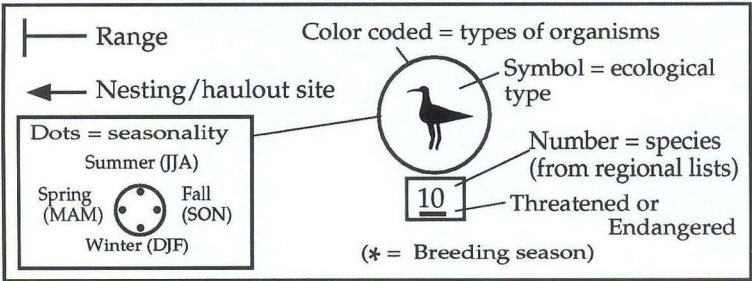 Range
Nesting/haulout site
Color coded = types of organisms
Symbol = ecological
type
Dots = seasonality
Summer (JJA)
Spring
(MAM)
Fall
(SON)
Winter (DJF)
Number = species
(from regional lists)
10
Threatened or
Endangered
(* = Breeding season)